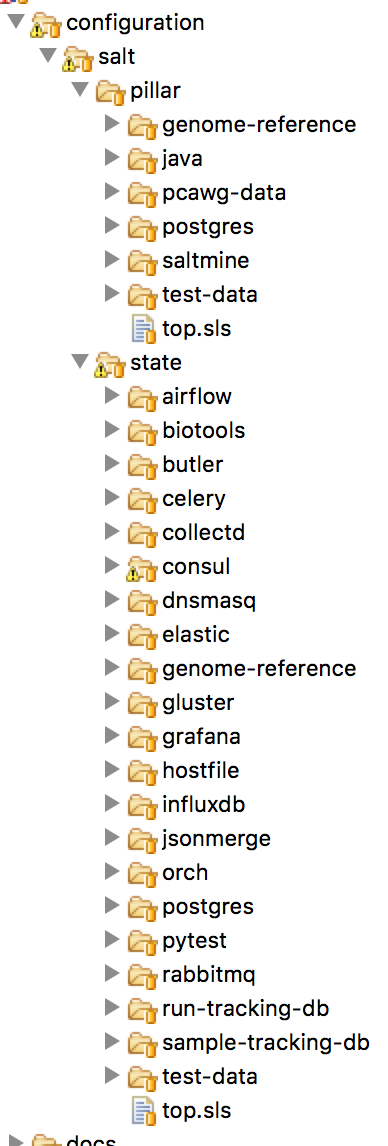 configuration
salt
pillar
genome-reference
java
pcawg-data
postgres
saltmine
test-data
top.sls
state
airflow
biotools
butler
celery
collectd
consul
dnsmasq
elastic
genome-reference
gluster
grafana
hostfile
influxdb
jsonmerge
orch
postgres
pytest
rabbitmq
run-tracking-db
sample-tracking-db
test-data
top.sls
docs